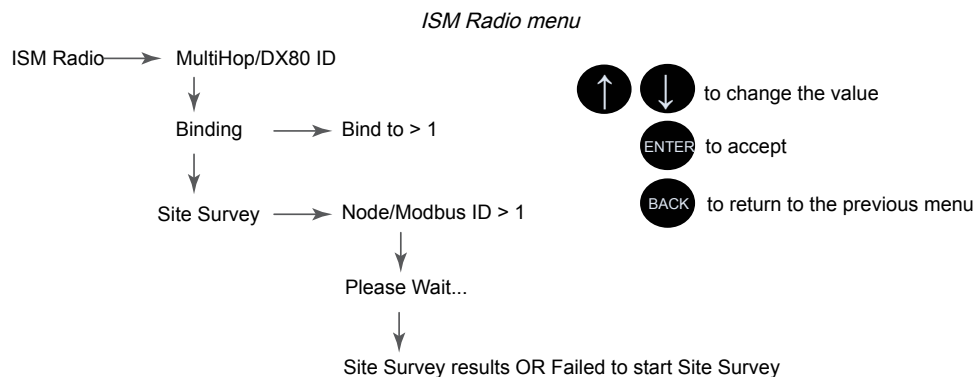 ISM Radio menu
ISM Radio
MultiHop/DX80 ID
Binding
Bind to > 1
Site Survey
Node/Modbus ID > 1
Please Wait...
Site Survey results OR Failed to start Site Survey
↑ ↓ to change the value
ENTER to accept
BACK to return to the previous menu